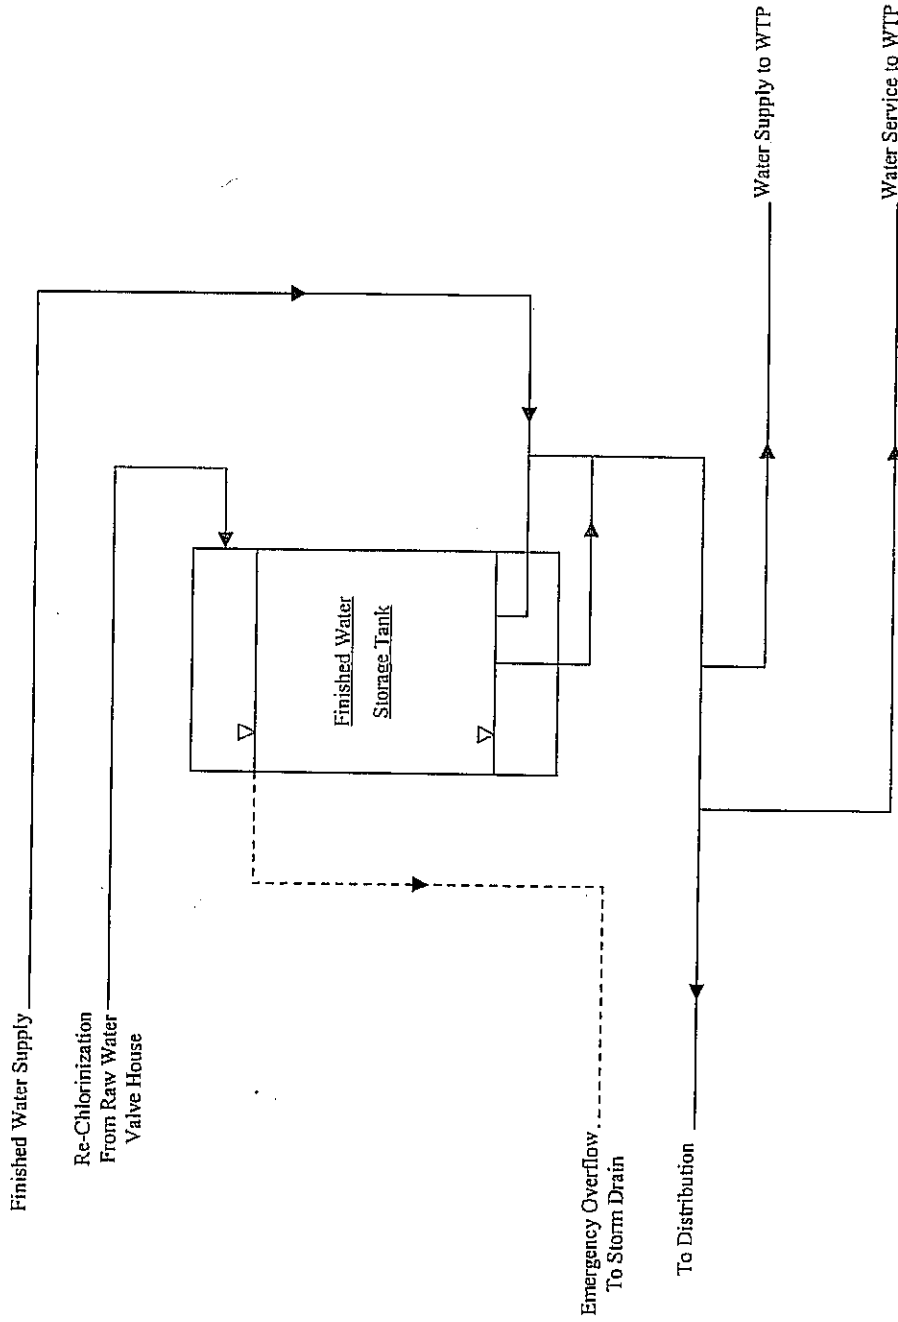 Finished Water Supply
Re-Chlorinization
From Raw Water
Valve House
Finished Water
Storage Tank
Emergency Overflow
To Storm Drain
To Distribution
Water Supply to WTP
Water Service to WTP